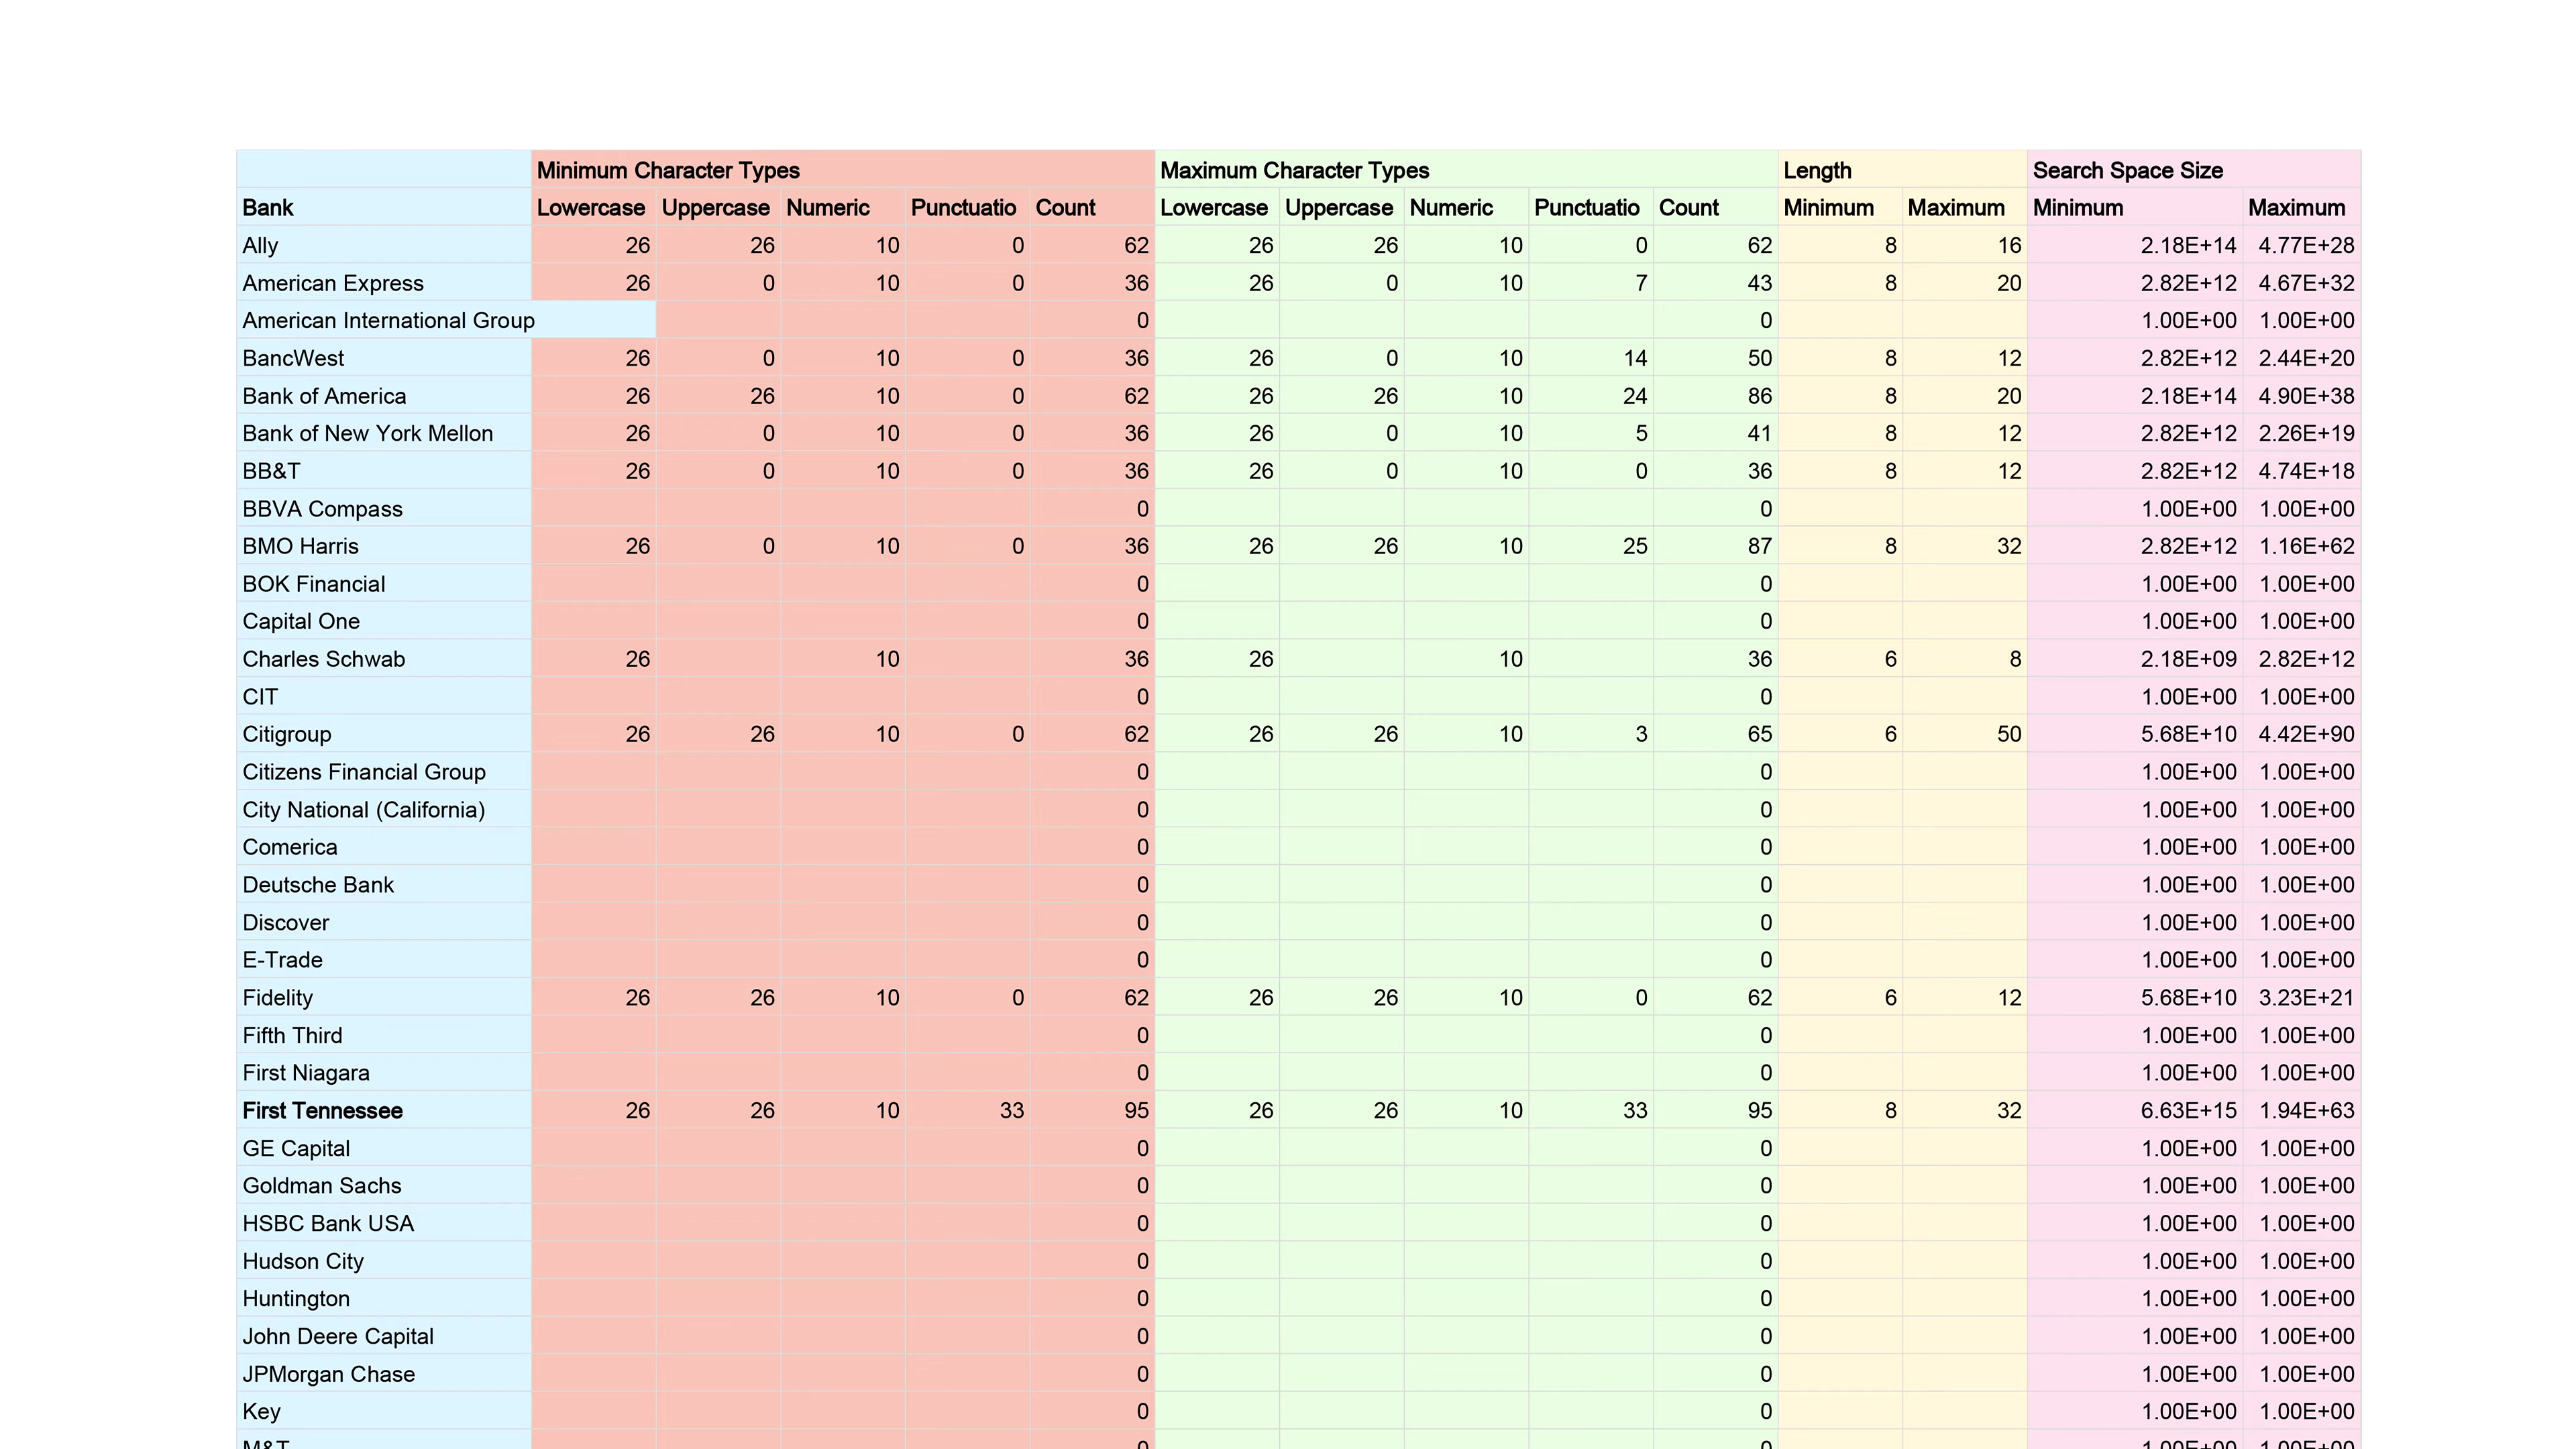 Minimum Character Types Maximum Character Types Length Search Space Size
Bank Lowercase Uppercase Numeric Punctuatio Count Lowercase Uppercase Numeric Punctuatio Count Minimum Maximum Minimum Maximum
Ally 26 26 10 0 62 26 26 10 0 62 8 16 2.18E+14 4.77E+28
American Express 26 0 10 0 36 26 0 10 7 43 8 20 2.82E+12 4.67E+32
American International Group 0 0 1.00E+00 1.00E+00
BancWest 26 0 10 0 36 26 0 10 14 50 8 12 2.82E+12 2.44E+20
Bank of America 26 26 10 0 62 26 26 10 24 86 8 20 2.18E+14 4.90E+38
Bank of New York Mellon 26 0 10 0 36 26 0 10 5 41 8 12 2.82E+12 2.26E+19
BB&T 26 0 10 0 36 26 0 10 0 36 8 12 2.82E+12 4.74E+18
BBVA Compass 0 0 1.00E+00 1.00E+00
BMO Harris 26 0 10 0 36 26 26 10 25 87 8 32 2.82E+12 1.16E+62
BOK Financial 0 0 1.00E+00 1.00E+00
Capital One 0 0 1.00E+00 1.00E+00
Charles Schwab 26 10 36 26 10 36 6 8 2.18E+09 2.82E+12
CIT 0 0 1.00E+00 1.00E+00
Citigroup 26 26 10 0 62 26 26 10 3 65 6 50 5.68E+10 4.42E+90
Citizens Financial Group 0 0 1.00E+00 1.00E+00
City National (California) 0 0 1.00E+00 1.00E+00
Comerica 0 0 1.00E+00 1.00E+00
Deutsche Bank 0 0 1.00E+00 1.00E+00
Discover 0 0 1.00E+00 1.00E+00
E-Trade 0 0 1.00E+00 1.00E+00
Fidelity 26 26 10 0 62 26 26 10 0 62 6 12 5.68E+10 3.23E+21
Fifth Third 0 0 1.00E+00 1.00E+00
First Niagara 0 0 1.00E+00 1.00E+00
First Tennessee 26 26 10 33 95 26 26 10 33 95 8 32 6.63E+15 1.94E+63
GE Capital 0 0 1.00E+00 1.00E+00
Goldman Sachs 0 0 1.00E+00 1.00E+00
HSBC Bank USA 0 0 1.00E+00 1.00E+00
Hudson City 0 0 1.00E+00 1.00E+00
Huntington 0 0 1.00E+00 1.00E+00
John Deere Capital 0 0 1.00E+00 1.00E+00
JPMorgan Chase 0 0 1.00E+00 1.00E+00
Key 0 0 1.00E+00 1.00E+00
M&T 0 0 1.00E+00 1.00E+00